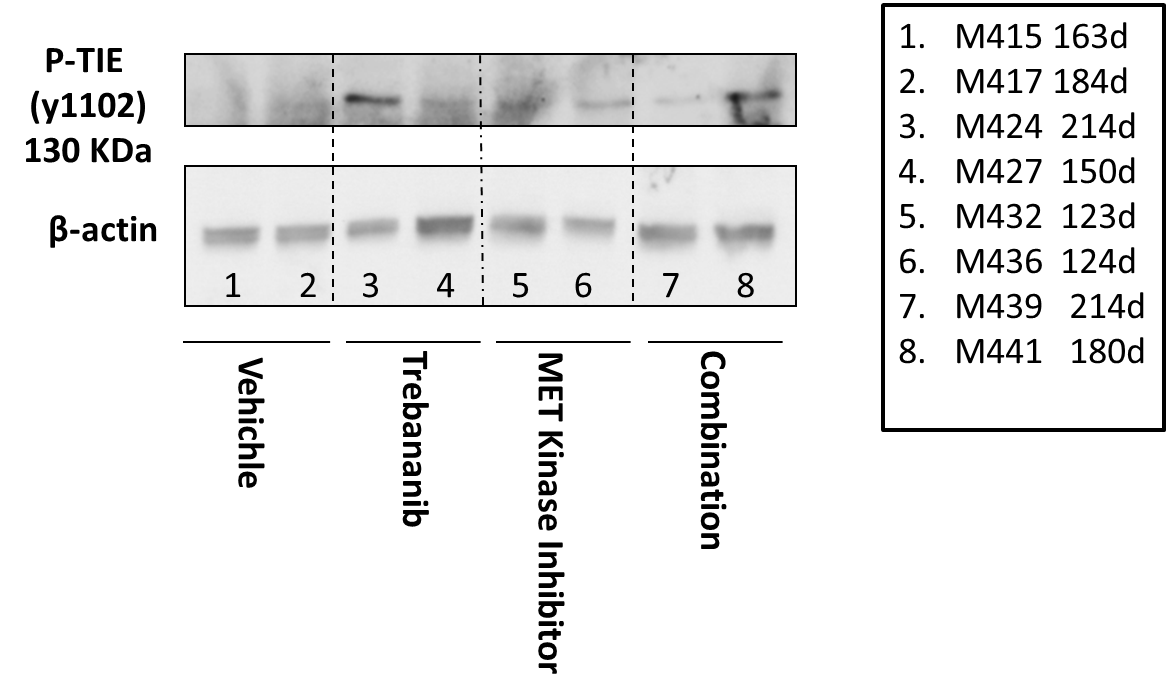 P-TIE
(y1102)
130 KDa
β-actin
1 2 3 4 5 6 7 8
Vehichle
Trebananib
MET Kinase Inhibitor
Combination
1. M415 163d
2. M417 184d
3. M424 214d
4. M427 150d
5. M432 123d
6. M436 124d
7. M439 214d
8. M441 180d